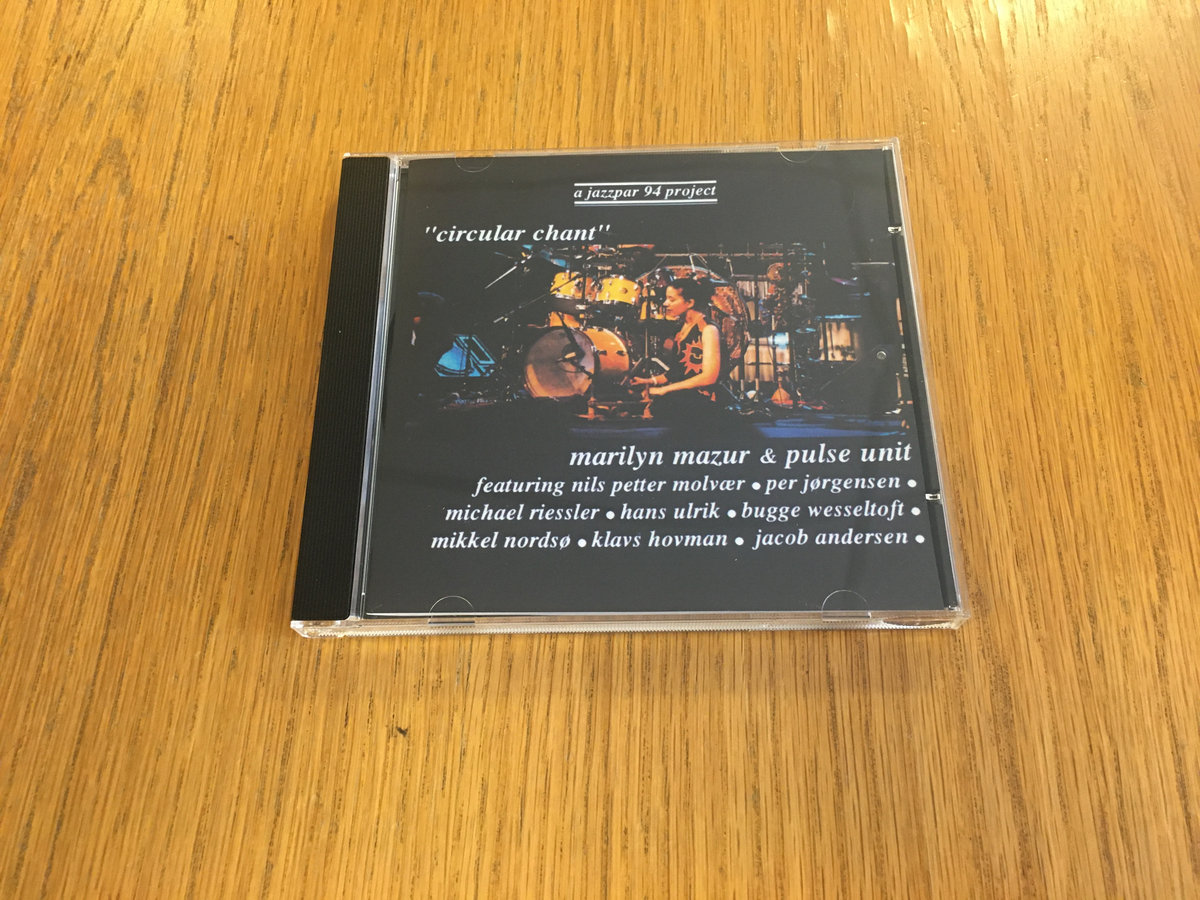 a jazzpar 94 project
"circular chant"
marilyn mazur & pulse unit
featuring nils petter molvær • per jørgensen •
michael riessler • hans ulrik • bugge wesseltoft •
mikkel nordsø • klavs hovman • jacob andersen •